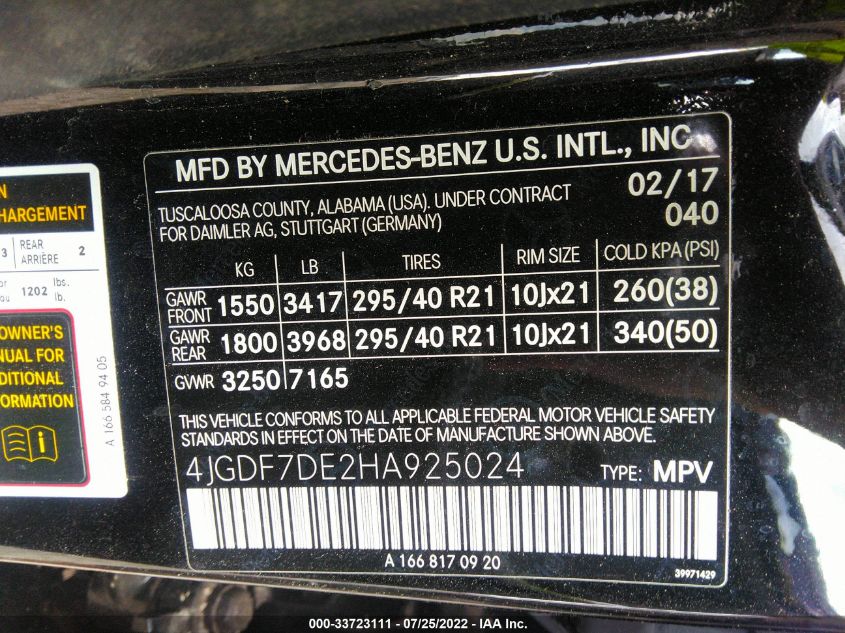 N
HARGEMENT
3 REAR 2
ARRIÈRE
or 1202 lbs.
au lb.
OWNER'S
NUAL FOR
DITIONAL
ORMATION
A 166 584 94 05
MFD BY MERCEDES-BENZ U.S. INTL., INC
TUSCALOOSA COUNTY, ALABAMA (USA). UNDER CONTRACT 02/17
FOR DAIMLER AG, STUTTGART (GERMANY) 040
KG LB TIRES RIM SIZE COLD KPA (PSI)
GAWR FRONT 1550 3417 295/40 R21 10Jx21 260(38)
GAWR REAR 1800 3968 295/40 R21 10Jx21 340(50)
GVWR 3250 7165
THIS VEHICLE CONFORMS TO ALL APPLICABLE FEDERAL MOTOR VEHICLE SAFETY
STANDARDS IN EFFECT ON THE DATE OF MANUFACTURE SHOWN ABOVE.
4JGDF7DE2HA925024 TYPE: MPV
A 166 817 09 20
39971429
000-33723111 - 07/25/2022 - IAA Inc.